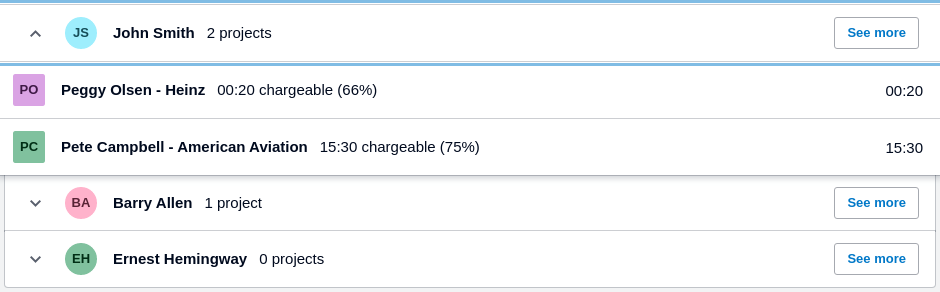 JS John Smith 2 projects See more
PO Peggy Olsen - Heinz 00:20 chargeable (66%) 00:20
PC Pete Campbell - American Aviation 15:30 chargeable (75%) 15:30
BA Barry Allen 1 project See more
EH Ernest Hemingway 0 projects See more